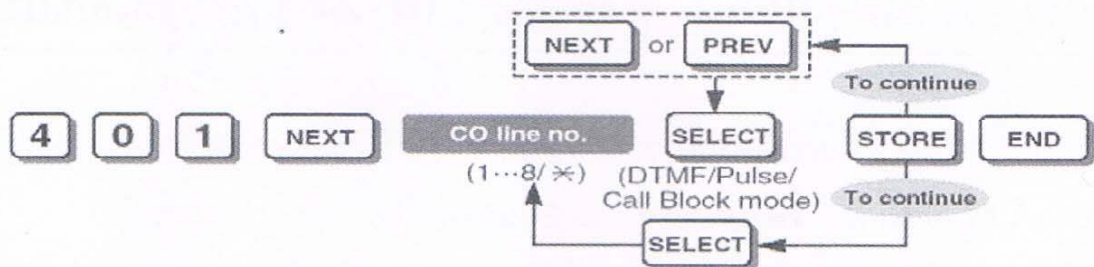 NEXT or PREV
To continue
4 0 1 NEXT CO line no. SELECT STORE END
(1···8/ ✳) (DTMF/Pulse/
Call Block mode)
To continue
SELECT